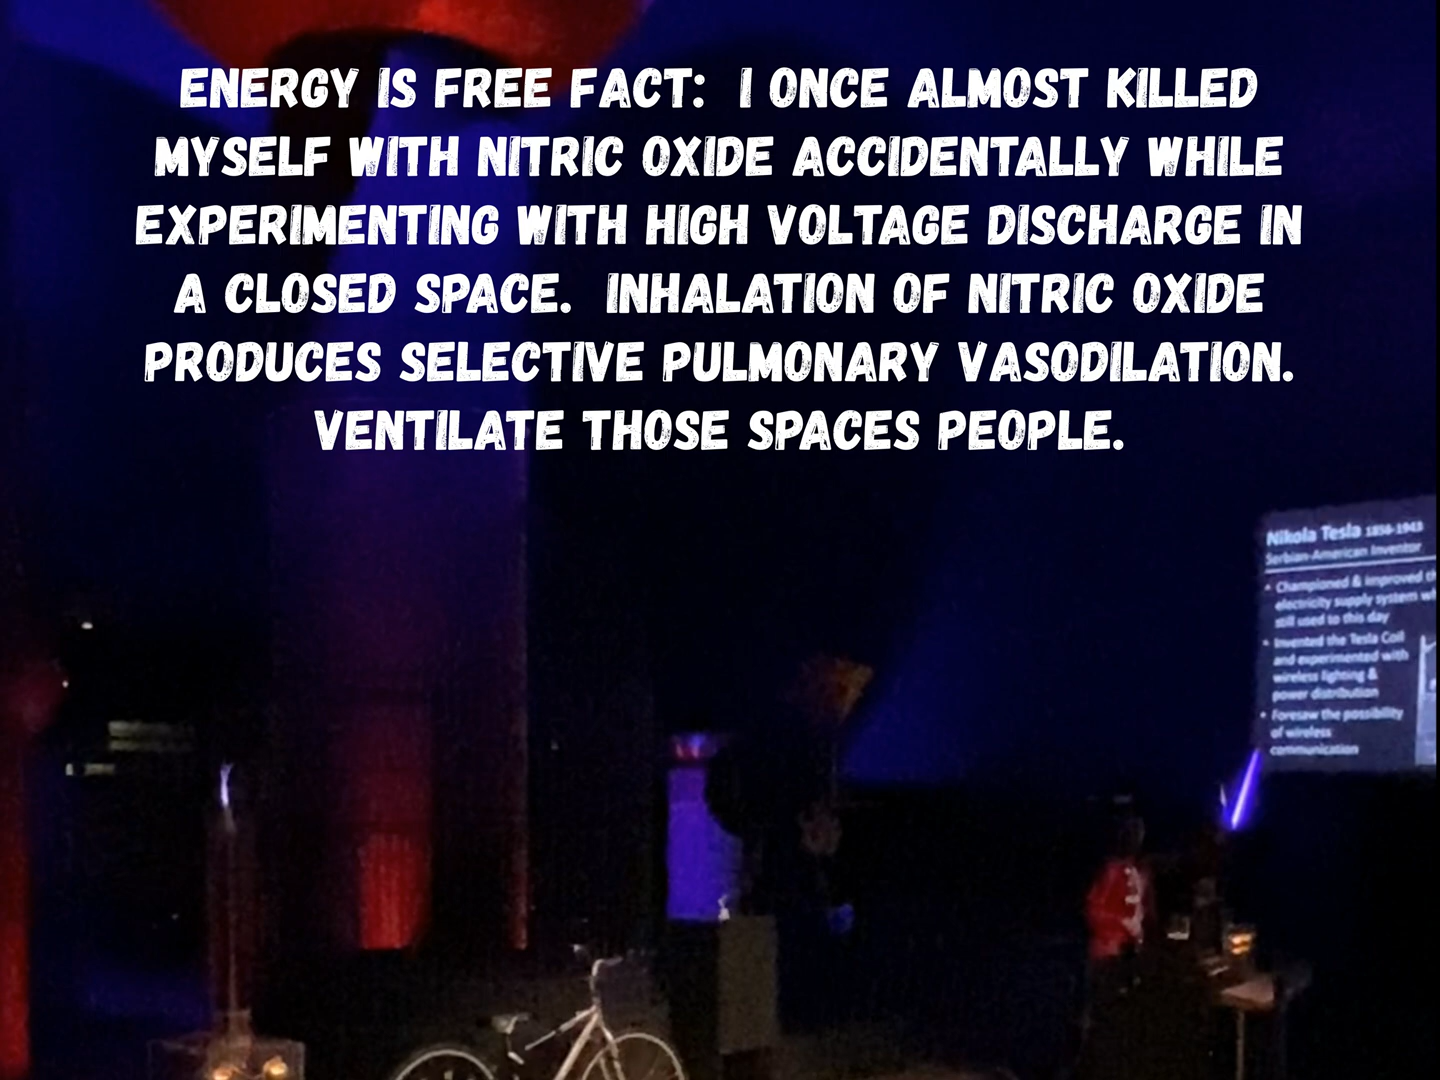 ENERGY IS FREE FACT: I ONCE ALMOST KILLED
MYSELF WITH NITRIC OXIDE ACCIDENTALLY WHILE
EXPERIMENTING WITH HIGH VOLTAGE DISCHARGE IN
A CLOSED SPACE. INHALATION OF NITRIC OXIDE
PRODUCES SELECTIVE PULMONARY VASODILATION.
VENTILATE THOSE SPACES PEOPLE.
Nikola Tesla 1856-1943
Serbian-American Inventor
• Championed & improved
electricity supply system
still used to this day
• Invented the Tesla Coil
and experimented with
wireless lighting &
power distribution
• Foresaw the possibility
of wireless
communication